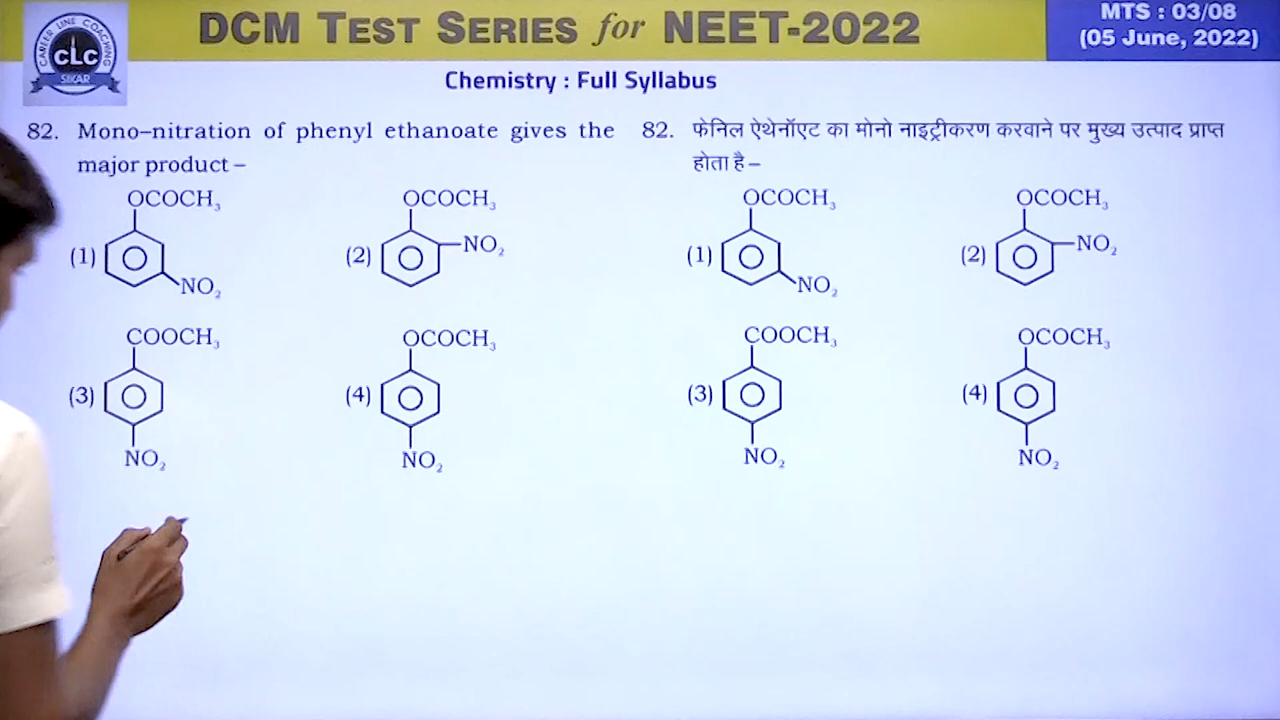 DCM TEST SERIES for NEET-2022
MTS : 03/08
(05 June, 2022)
CAREER LINE COACHING
CLC
SIKAR
Chemistry : Full Syllabus
82. Mono–nitration of phenyl ethanoate gives the
major product –
(1) OCOCH₃ NO₂
(2) OCOCH₃ NO₂
(3) COOCH₃ NO₂
(4) OCOCH₃ NO₂
82. फेनिल ऐथेनॉएट का मोनो नाइट्रीकरण करवाने पर मुख्य उत्पाद प्राप्त
होता है –
(1) OCOCH₃ NO₂
(2) OCOCH₃ NO₂
(3) COOCH₃ NO₂
(4) OCOCH₃ NO₂